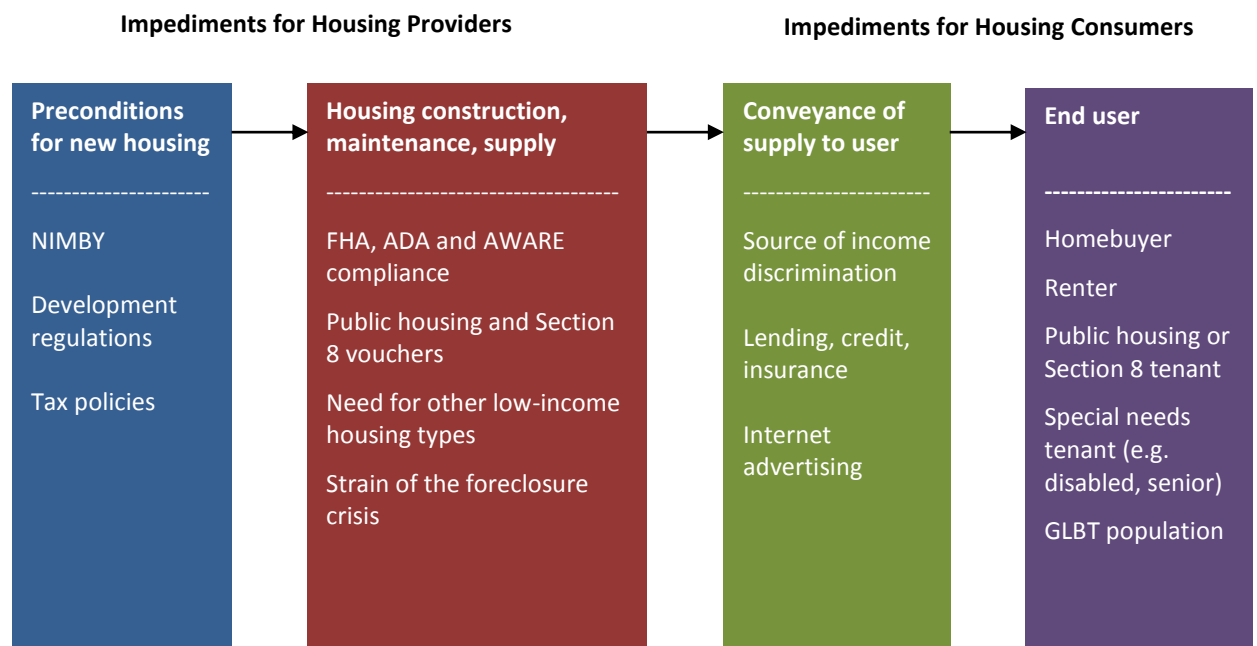 Impediments for Housing Providers
Impediments for Housing Consumers
Preconditions
for new housing
----------------------
NIMBY
Development
regulations
Tax policies
Housing construction,
maintenance, supply
------------------------------------
FHA, ADA and AWARE
compliance
Public housing and Section
8 vouchers
Need for other low-income
housing types
Strain of the foreclosure
crisis
Conveyance of
supply to user
-----------------------
Source of income
discrimination
Lending, credit,
insurance
Internet
advertising
End user
-----------------------
Homebuyer
Renter
Public housing or
Section 8 tenant
Special needs
tenant (e.g.
disabled, senior)
GLBT population